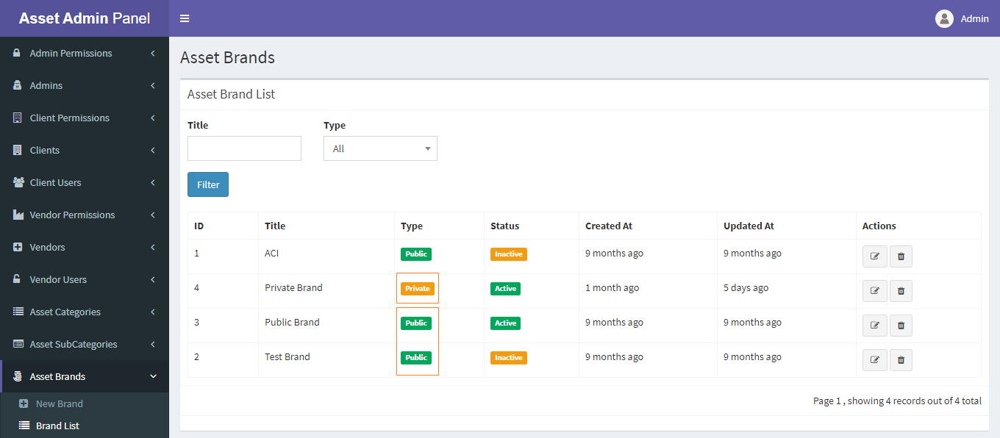 Asset Admin Panel
Admin
Admin Permissions
Admins
Client Permissions
Clients
Client Users
Vendor Permissions
Vendors
Vendor Users
Asset Categories
Asset SubCategories
Asset Brands
New Brand
Brand List
Asset Brands
Asset Brand List
Title Type
All
Filter
ID Title Type Status Created At Updated At Actions
1 ACI Public Inactive 9 months ago 9 months ago
4 Private Brand Private Active 1 month ago 5 days ago
3 Public Brand Public Active 9 months ago 9 months ago
2 Test Brand Public Inactive 9 months ago 9 months ago
Page 1 , showing 4 records out of 4 total